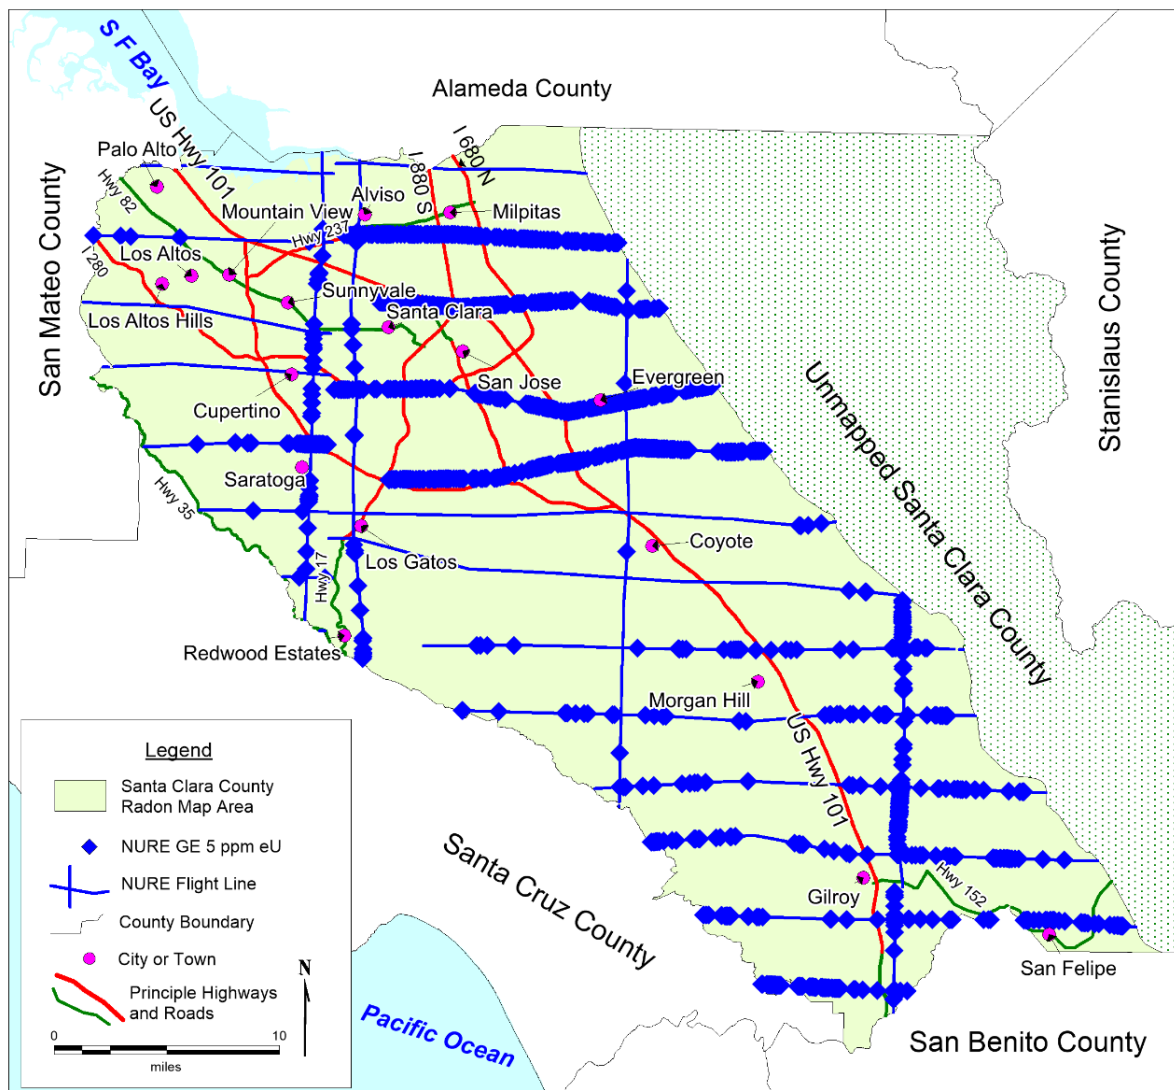 S F Bay
Alameda County
US Hwy 101
I 680 N
I 880 S
Palo Alto
Hwy 82
Alviso
Mountain View
Milpitas
San Mateo County
Hwy 237
I 280
Los Altos
Sunnyvale
Los Altos Hills
Santa Clara
Stanislaus County
San Jose
Evergreen
Cupertino
Unmapped Santa Clara County
Saratoga
Hwy 35
Coyote
Los Gatos
Hwy 17
Redwood Estates
Morgan Hill
US Hwy 101
Santa Cruz County
Gilroy
Hwy 152
San Felipe
Pacific Ocean
San Benito County
Legend
Santa Clara County
Radon Map Area
NURE GE 5 ppm eU
NURE Flight Line
County Boundary
City or Town
Principle Highways
and Roads
N
0 10
miles